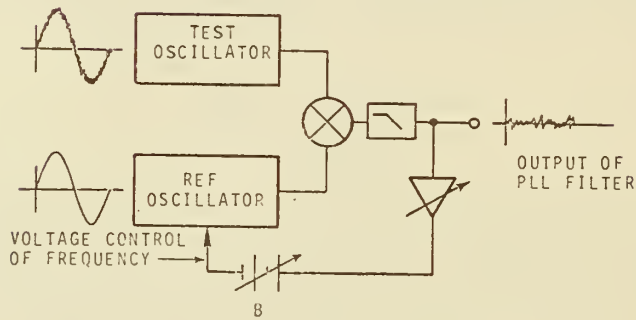 TEST
OSCILLATOR
REF
OSCILLATOR
OUTPUT OF
PLL FILTER
VOLTAGE CONTROL
OF FREQUENCY
B